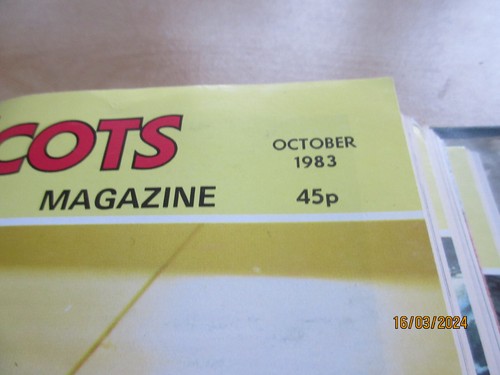 COTS
MAGAZINE
OCTOBER
1983
45p
16/03/2024